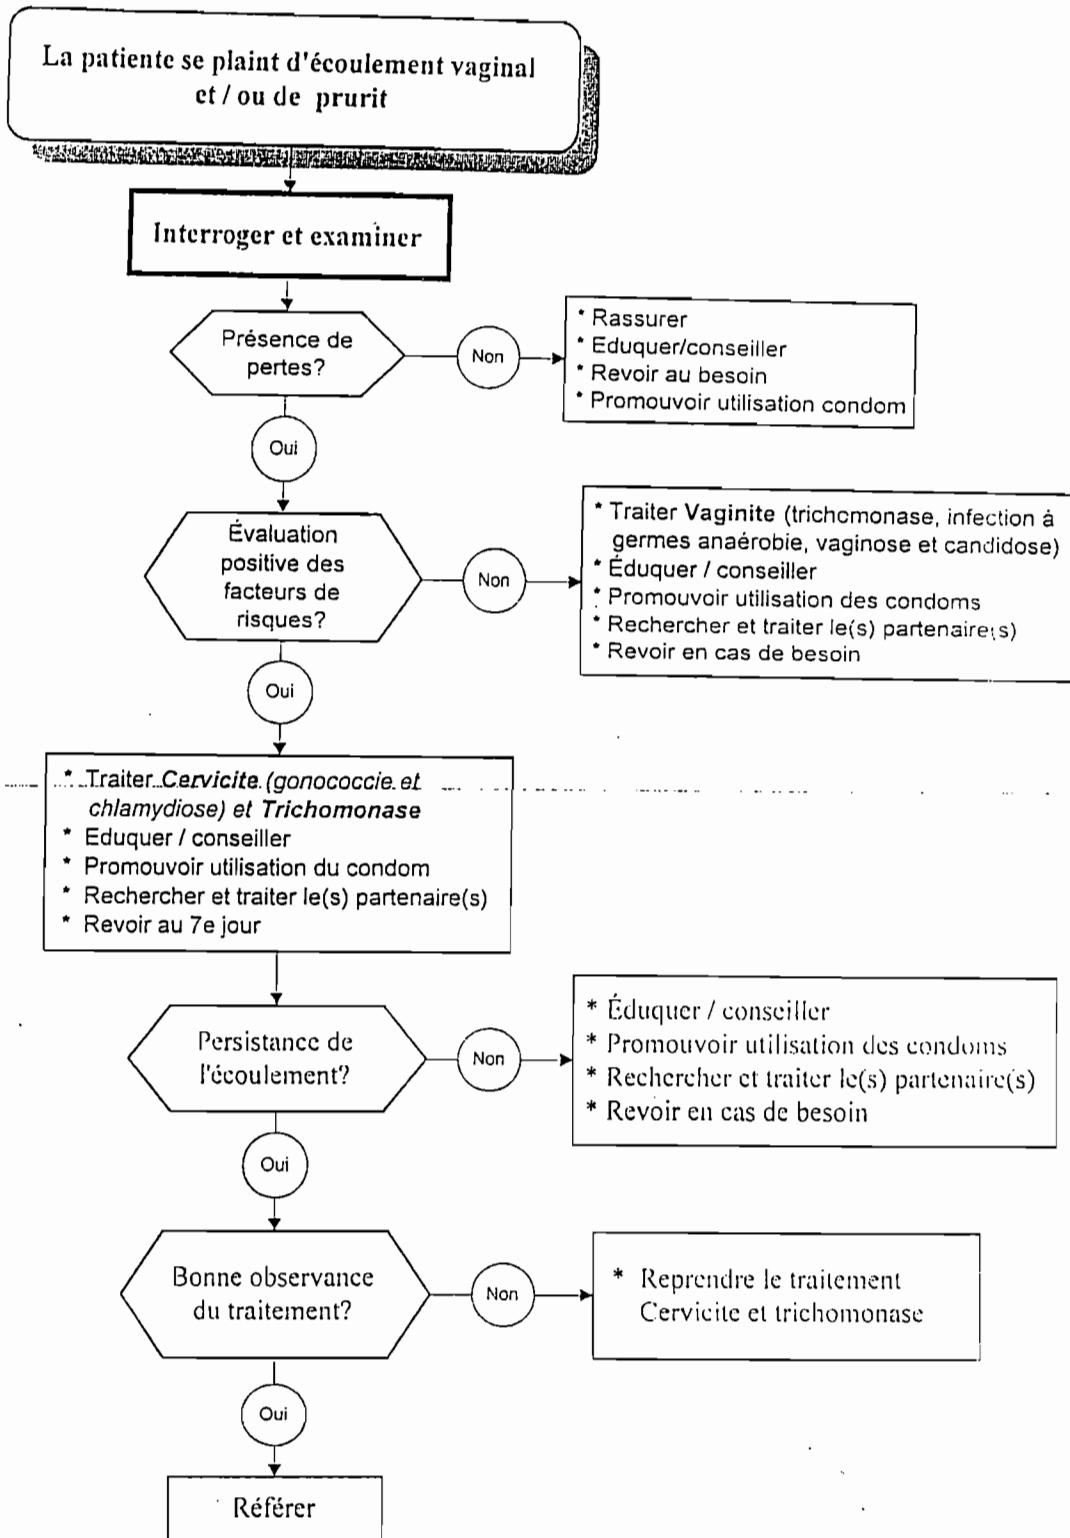 La patiente se plaint d'écoulement vaginal
et / ou de prurit
Interroger et examiner
Présence de
pertes?
Non
* Rassurer
* Eduquer/conseiller
* Revoir au besoin
* Promouvoir utilisation condom
Oui
Évaluation
positive des
facteurs de
risques?
Non
* Traiter Vaginite (trichomonase, infection à
germes anaérobie, vaginose et candidose)
* Éduquer / conseiller
* Promouvoir utilisation des condoms
* Rechercher et traiter le(s) partenaire(s)
* Revoir en cas de besoin
Oui
* Traiter Cervicite (gonococcie et
chlamydiose) et Trichomonase
* Eduquer / conseiller
* Promouvoir utilisation du condom
* Rechercher et traiter le(s) partenaire(s)
* Revoir au 7e jour
Persistance de
l'écoulement?
Non
* Éduquer / conseiller
* Promouvoir utilisation des condoms
* Rechercher et traiter le(s) partenaire(s)
* Revoir en cas de besoin
Oui
Bonne observance
du traitement?
Non
* Reprendre le traitement
Cervicite et trichomonase
Oui
Référer